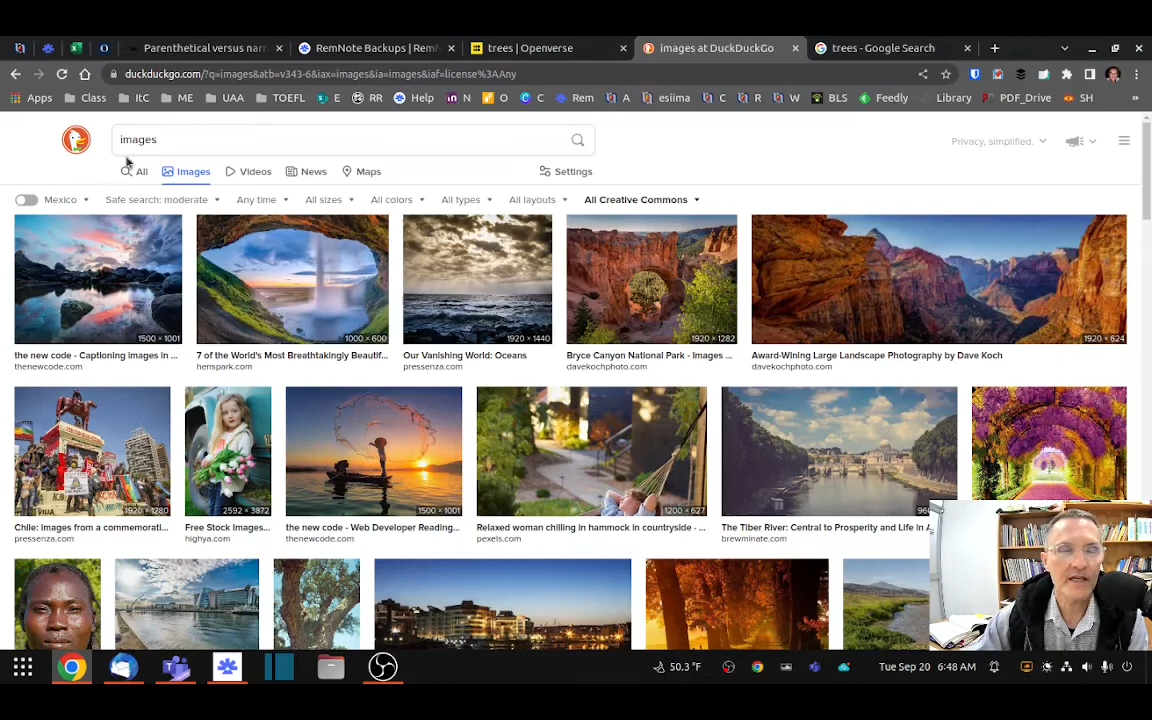 Parenthetical versus narr
RemNote Backups | RemN
trees | Openverse
images at DuckDuckGo
trees - Google Search
duckduckgo.com/?q=images&atb=v343-6&iax=images&ia=images&iaf=license%3AAny
Apps Class ItC ME UAA TOEFL E RR Help N O C Rem A esiima C R W BLS Feedly Library PDF_Drive SH »
images
Privacy, simplified.
All Images Videos News Maps Settings
Mexico Safe search: moderate Any time All sizes All colors All types All layouts All Creative Commons
1500 × 1001 1000 × 600 1920 × 1440 1920 × 1282 1920 × 624
the new code - Captioning Images in ... 7 of the World's Most Breathtakingly Beautif... Our Vanishing World: Oceans Bryce Canyon National Park - Images ... Award-Wining Large Landscape Photography by Dave Koch
thenewcode.com henspark.com pressenza.com davekochphoto.com davekochphoto.com
1920 × 1280 2592 × 3872 1500 × 1001 1200 × 627 96
Chile: Images from a commemorati... Free Stock Images... the new code - Web Developer Reading... Relaxed woman chilling in hammock in countryside - ... The Tiber River: Central to Prosperity and Life in A
pressenza.com highya.com thenewcode.com pexels.com brewminate.com
50.3 °F Tue Sep 20 6:48 AM